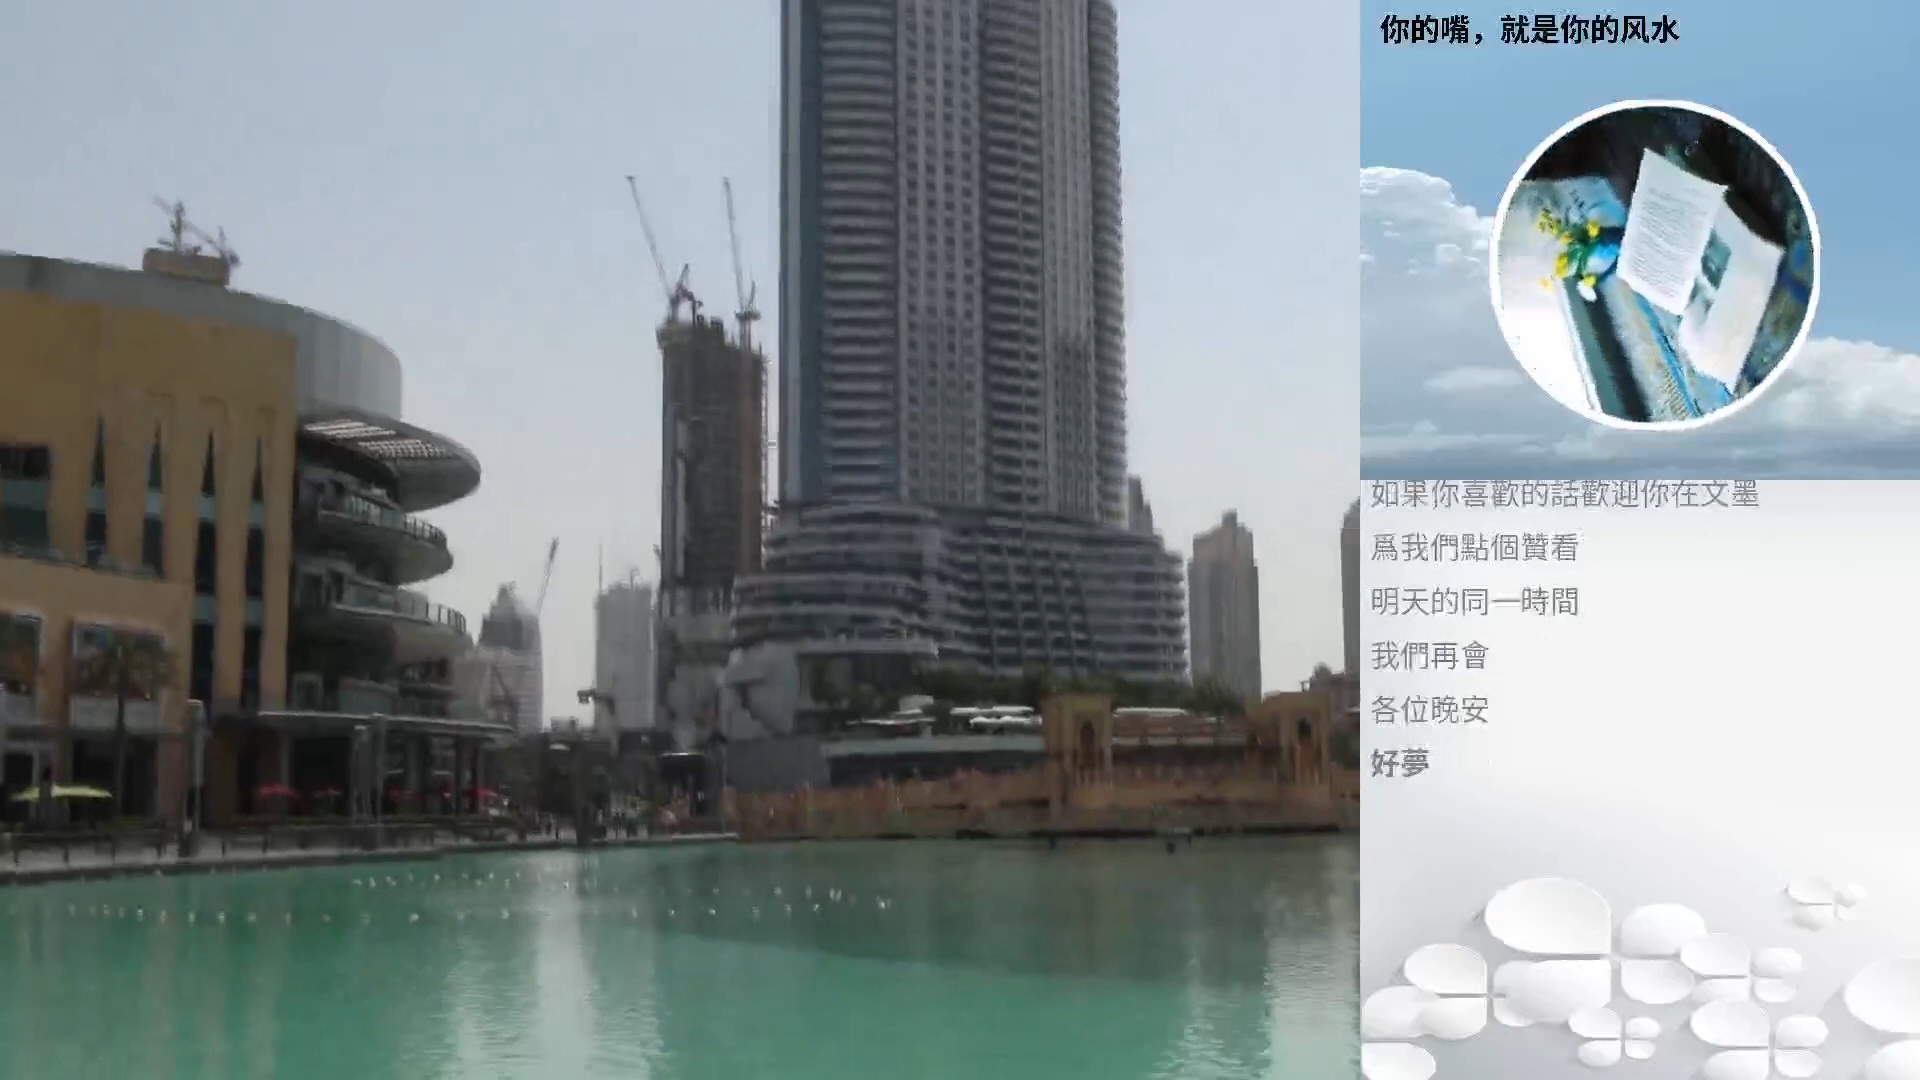 你的嘴，就是你的风水
如果你喜歡的話歡迎你在文墨
爲我們點個贊看
明天的同一時間
我們再會
各位晚安
好夢